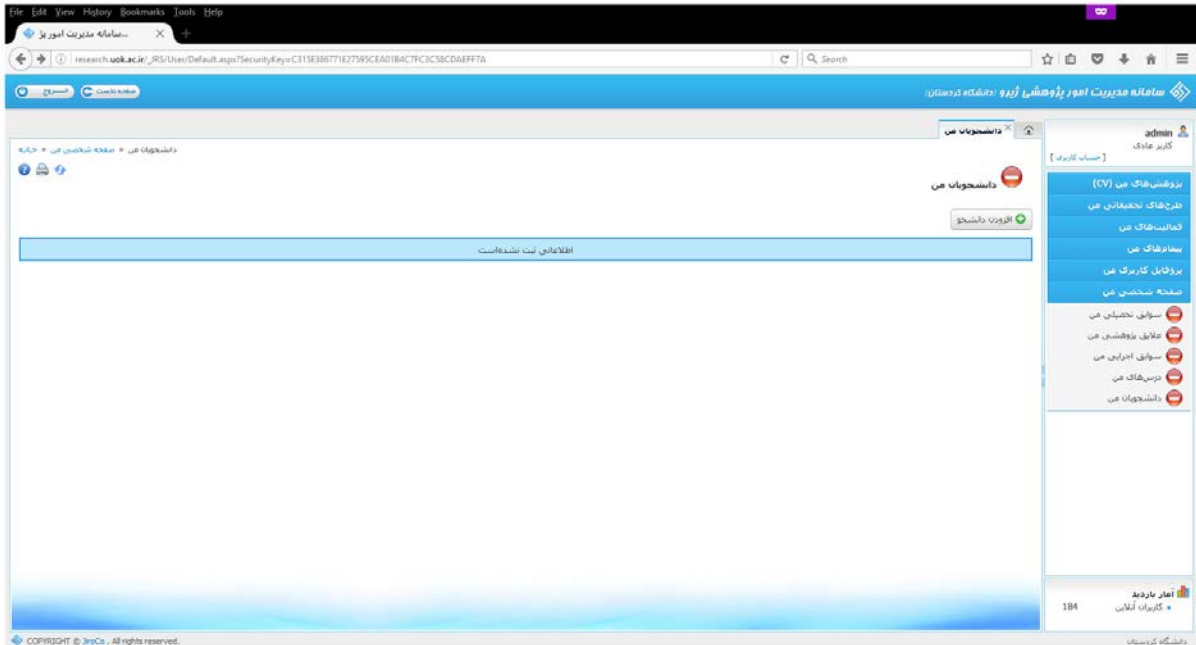 File Edit View History Bookmarks Tools Help
سامانه مدیریت امور پژ...
research.uok.ac.ir/_JRS/User/Default.aspx?SecurityKey=
Search
سامانه مدیریت امور پژوهشی ژیرو (دانشگاه کردستان)
صفحه نخست
خروج
admin
کاربر عادی
[حساب کاربری]
پژوهش‌های من (CV)
طرح‌های تحقیقاتی من
فعالیت‌های من
پیام‌های من
پروفایل کاربری من
صفحه شخصی من
سوابق تحصیلی من
علایق پژوهشی من
سوابق اجرایی من
درس‌های من
دانشجویان من
دانشجویان من
خانه » صفحه شخصی من » دانشجویان من
دانشجویان من
افزودن دانشجو
اطلاعاتی ثبت نشده‌است
آمار بازدید
کاربران آنلاین 184
COPYRIGHT © JiroCo . All rights reserved.
دانشگاه کردستان